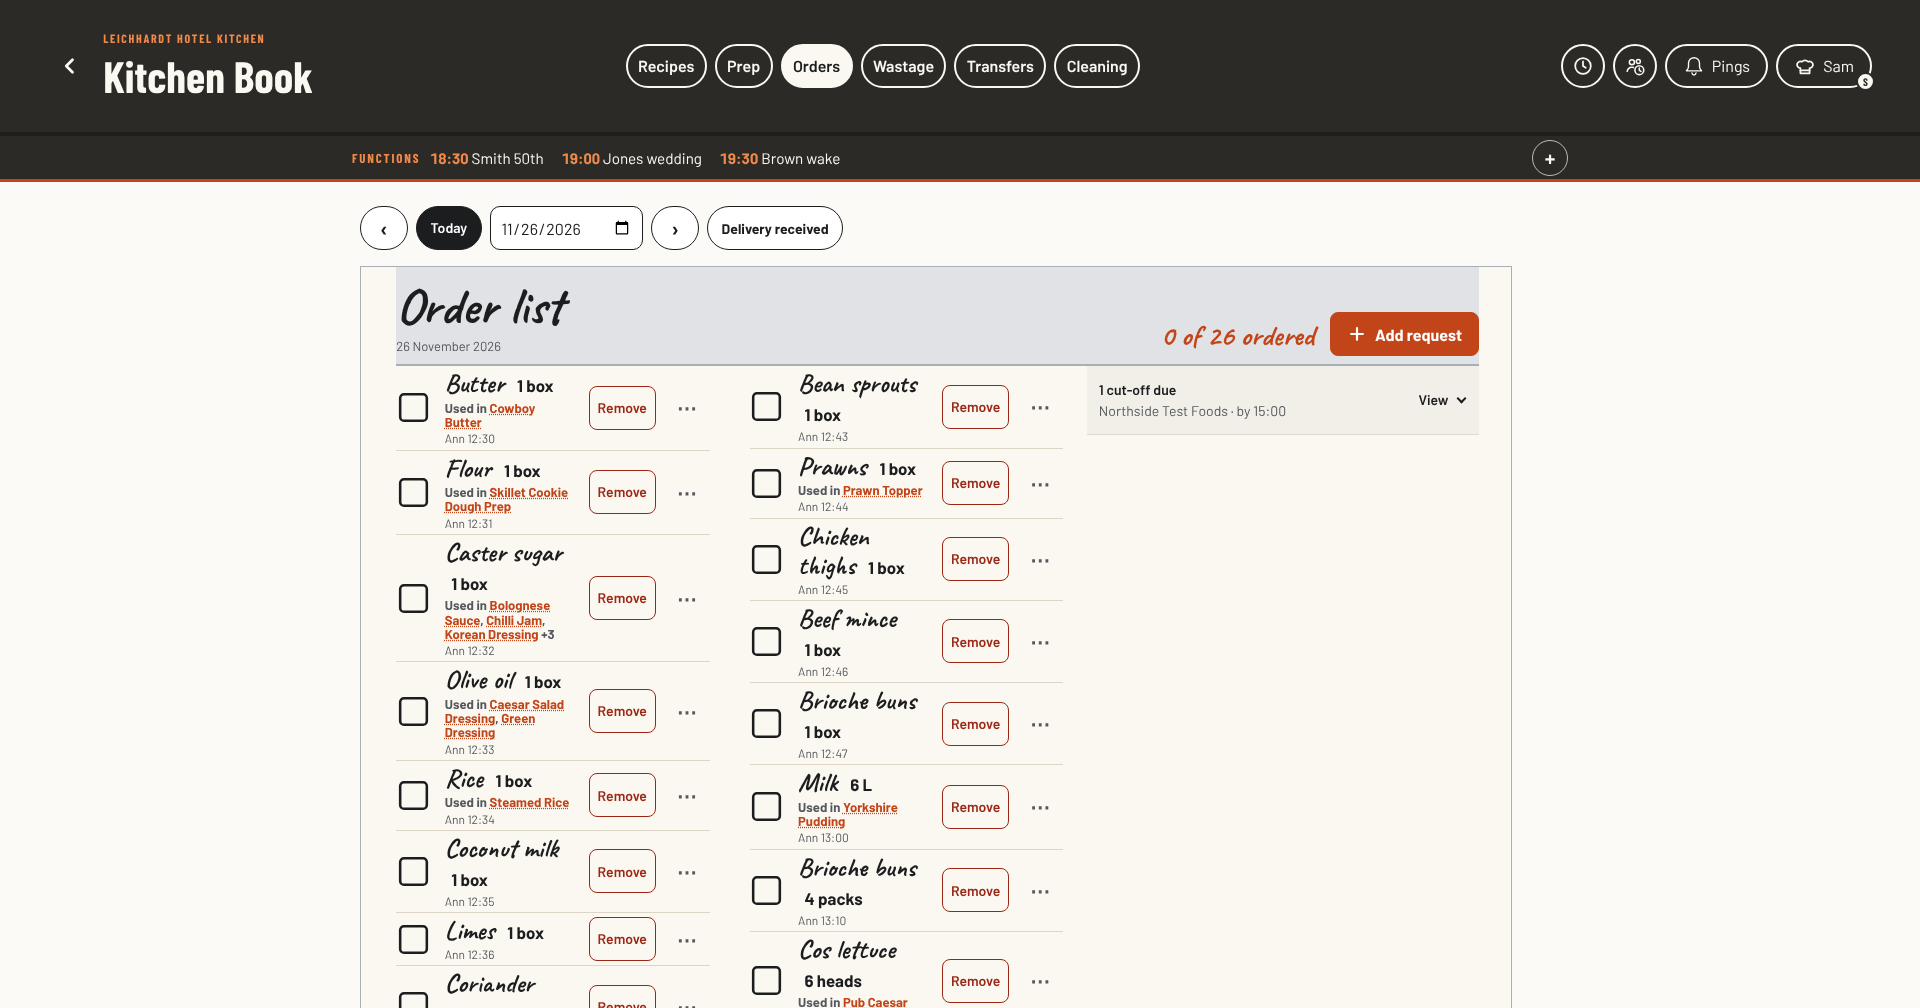 LEICHHARDT HOTEL KITCHEN
Kitchen Book
Recipes
Prep
Orders
Wastage
Transfers
Cleaning
Pings
Sam
S
FUNCTIONS 18:30 Smith 50th 19:00 Jones wedding 19:30 Brown wake
+
‹
Today
11/26/2026
›
Delivery received
Order list
26 November 2026
0 of 26 ordered
+ Add request
Butter 1 box
Used in Cowboy
Butter
Ann 12:30
Remove
...
Flour 1 box
Used in Skillet Cookie
Dough Prep
Ann 12:31
Remove
...
Caster sugar
1 box
Used in Bolognese
Sauce, Chilli Jam,
Korean Dressing +3
Ann 12:32
Remove
...
Olive oil 1 box
Used in Caesar Salad
Dressing, Green
Dressing
Ann 12:33
Remove
...
Rice 1 box
Used in Steamed Rice
Ann 12:34
Remove
...
Coconut milk
1 box
Ann 12:35
Remove
...
Limes 1 box
Ann 12:36
Remove
...
Coriander
Remove
Bean sprouts
1 box
Ann 12:43
Remove
...
Prawns 1 box
Used in Prawn Topper
Ann 12:44
Remove
...
Chicken
thighs 1 box
Ann 12:45
Remove
...
Beef mince
1 box
Ann 12:46
Remove
...
Brioche buns
1 box
Ann 12:47
Remove
...
Milk 6 L
Used in Yorkshire
Pudding
Ann 13:00
Remove
...
Brioche buns
4 packs
Ann 13:10
Remove
...
Cos lettuce
6 heads
Used in Pub Caesar
Remove
...
1 cut-off due
Northside Test Foods · by 15:00
View